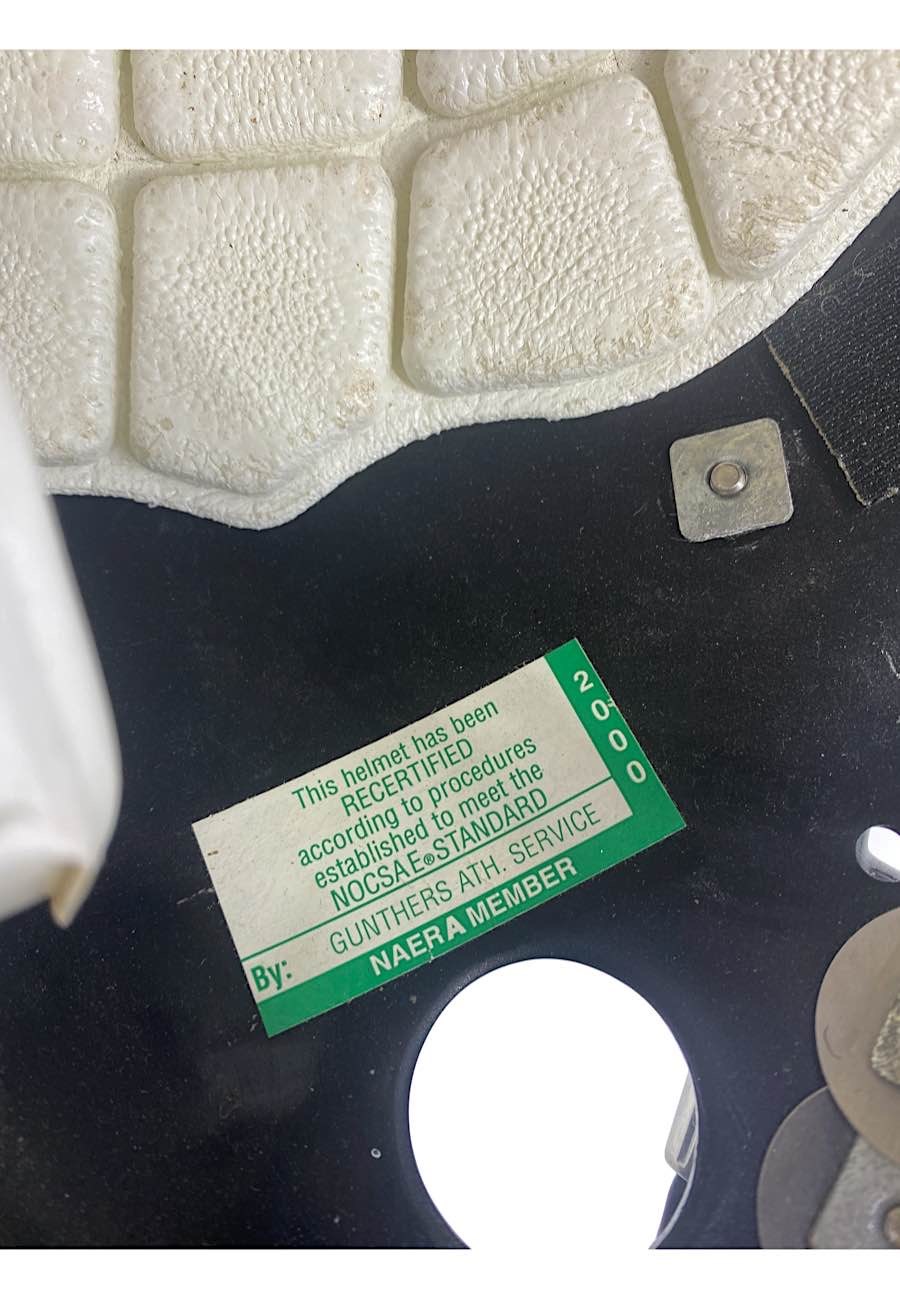 This helmet has been
RECERTIFIED
according to procedures
established to meet the
NOCSAE® STANDARD
By: GUNTHERS ATH. SERVICE
NAERA MEMBER
2000